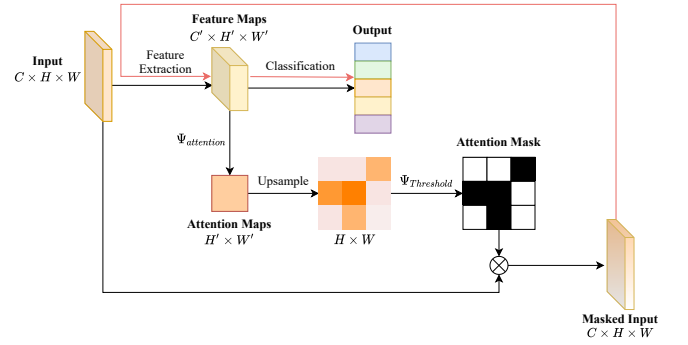 Feature Maps
C′ × H′ × W′
Output
Input
C × H × W
Feature
Extraction
Classification
Ψattention
Attention Mask
Upsample
ΨThreshold
Attention Maps
H′ × W′
H × W
Masked Input
C × H × W